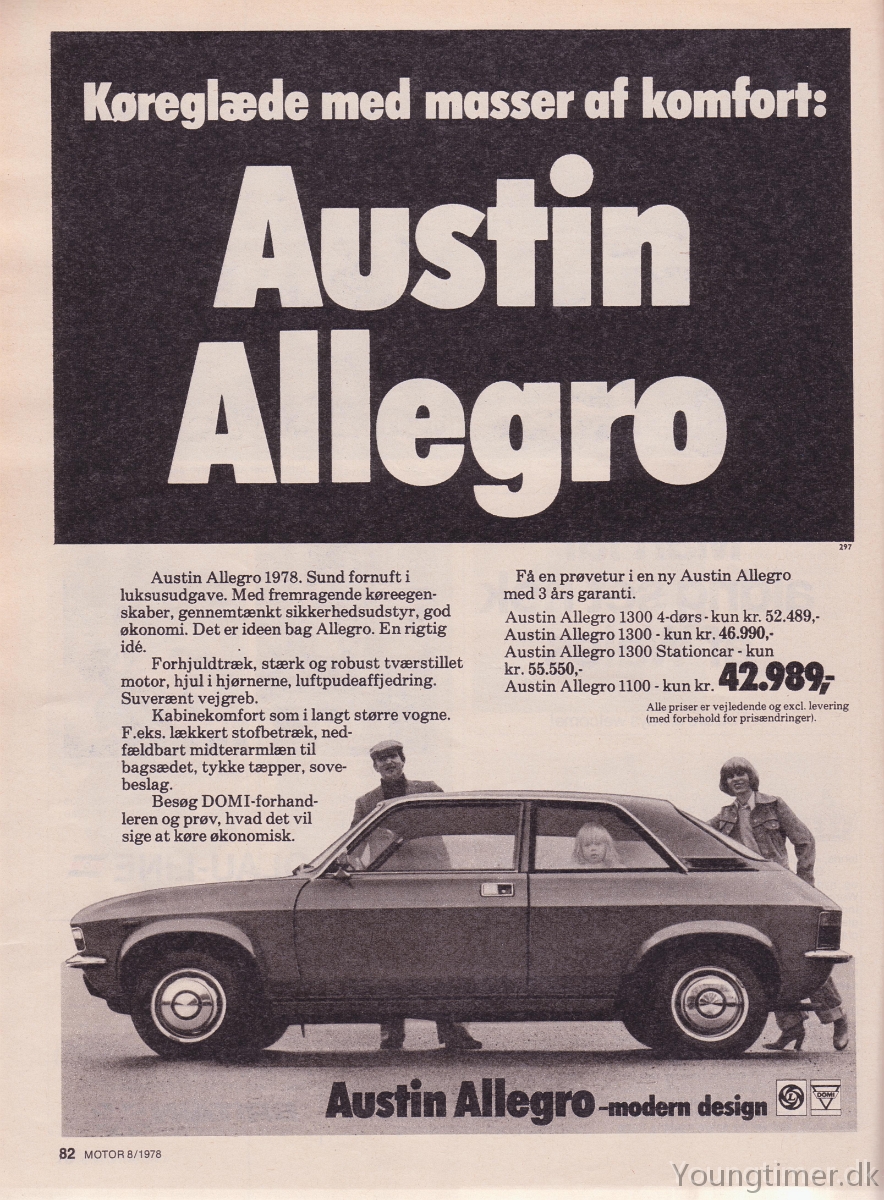 Køreglæde med masser af komfort:
Austin
Allegro
297
Austin Allegro 1978. Sund fornuft i
luksusudgave. Med fremragende køreegen-
skaber, gennemtænkt sikkerhedsudstyr, god
økonomi. Det er ideen bag Allegro. En rigtig
idé.
Forhjuldtræk, stærk og robust tværstillet
motor, hjul i hjørnerne, luftpudeaffjedring.
Suverænt vejgreb.
Kabinekomfort som i langt større vogne.
F.eks. lækkert stofbetræk, ned-
fældbart midterarmlæn til
bagsædet, tykke tæpper, sove-
beslag.
Besøg DOMI-forhand-
leren og prøv, hvad det vil
sige at køre økonomisk.
Få en prøvetur i en ny Austin Allegro
med 3 års garanti.
Austin Allegro 1300 4-dørs - kun kr. 52.489,-
Austin Allegro 1300 - kun kr. 46.990,-
Austin Allegro 1300 Stationcar - kun
kr. 55.550,-
Austin Allegro 1100 - kun kr. 42.989,-
Alle priser er vejledende og excl. levering
(med forbehold for prisændringer).
Austin Allegro -modern design
L
DOMI
82 MOTOR 8/1978
Youngtimer.dk